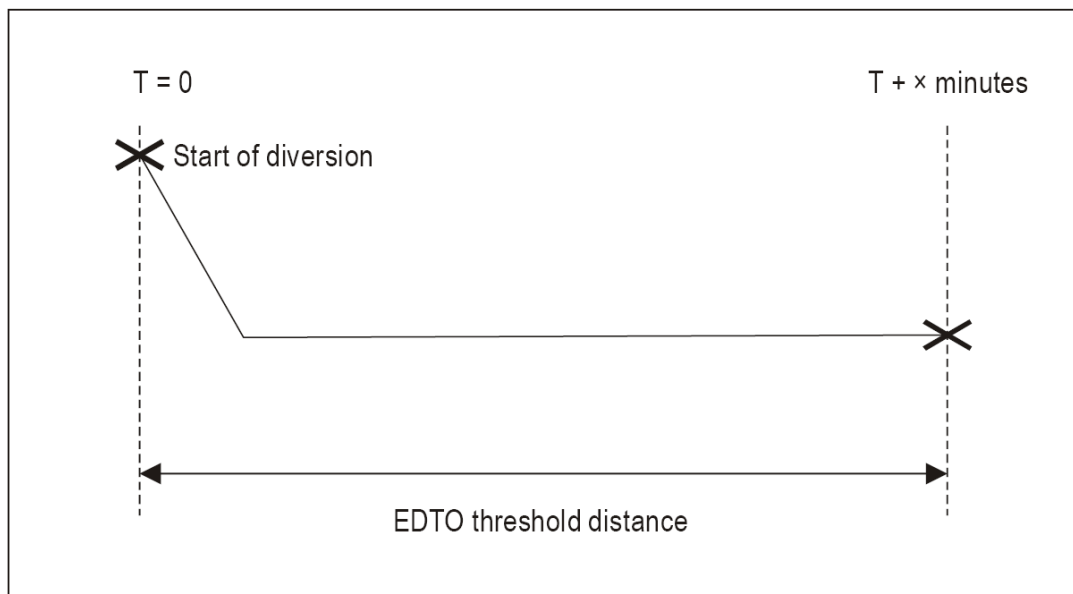 T = 0
T + × minutes
Start of diversion
EDTO threshold distance